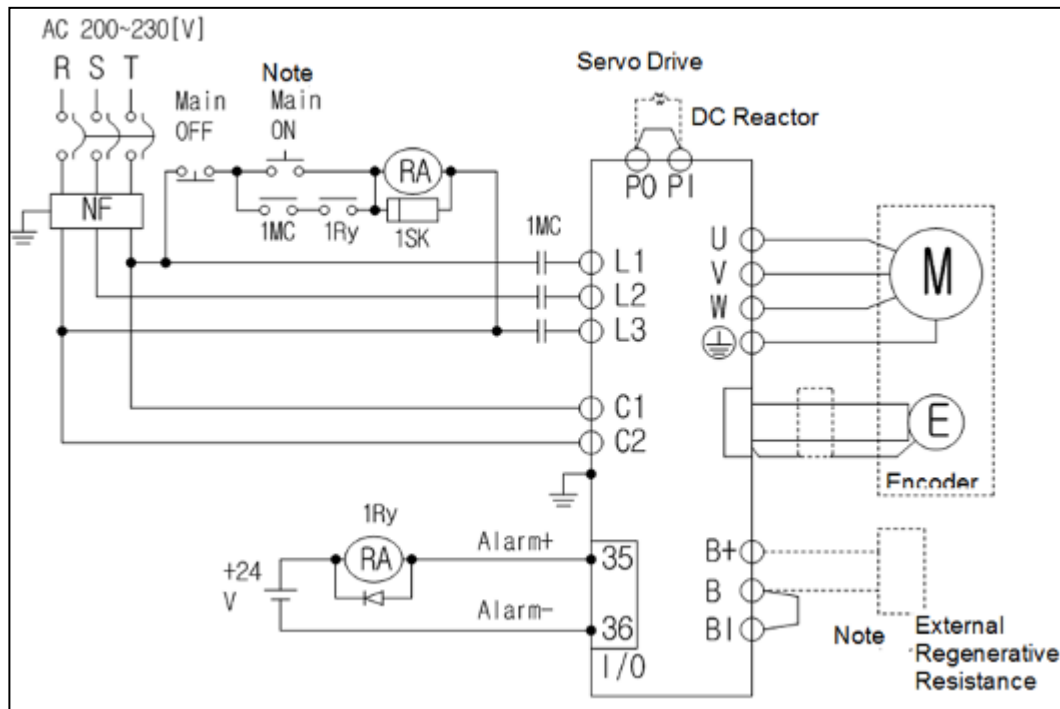 AC 200~230[V]
R S T
Main
OFF
Note
Main
ON
RA
1MC
1Ry
1SK
NF
1MC
Servo Drive
DC Reactor
PO PI
L1
L2
L3
C1
C2
U
V
W
M
E
Encoder
1Ry
RA
+24
V
Alarm+
Alarm-
35
36
I/O
B+
B
BI
Note
External
Regenerative
Resistance